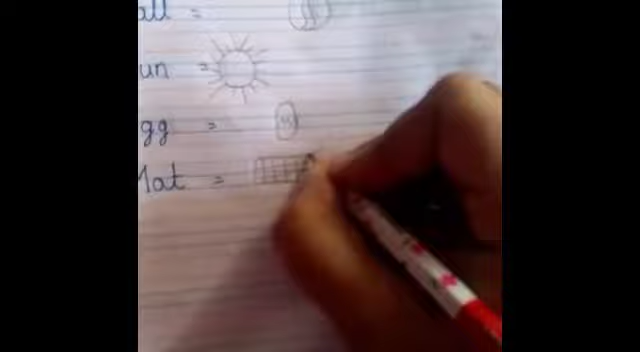 all =
un =
gg =
Mat =